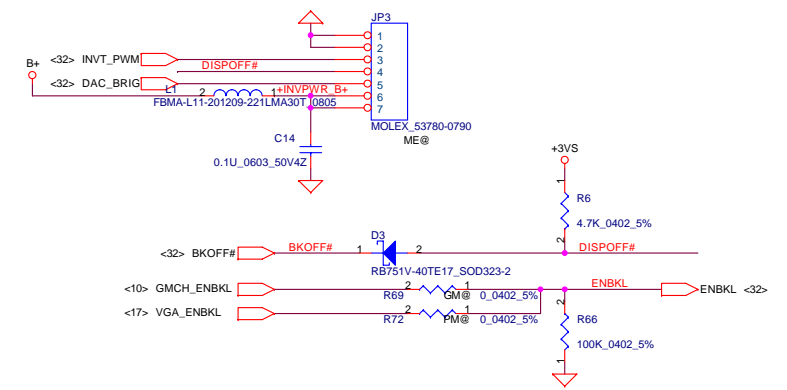 JP3
1
2
<32> INVT_PWM 3
B+ DISPOFF# 4
<32> DAC_BRIG 5
L1 2 1 +INVPWR_B+ 6
FBMA-L11-201209-221LMA30T_0805 7
MOLEX_53780-0790
ME@
C14
0.1U_0603_50V4Z
+3VS
1
R6
4.7K_0402_5%
2
<32> BKOFF# BKOFF# 1 D3 2 DISPOFF#
RB751V-40TE17_SOD323-2
<10> GMCH_ENBKL 2 1 ENBKL ENBKL <32>
R69 GM@ 0_0402_5%
<17> VGA_ENBKL 2 1
R72 PM@ 0_0402_5%
2
R66
100K_0402_5%
1